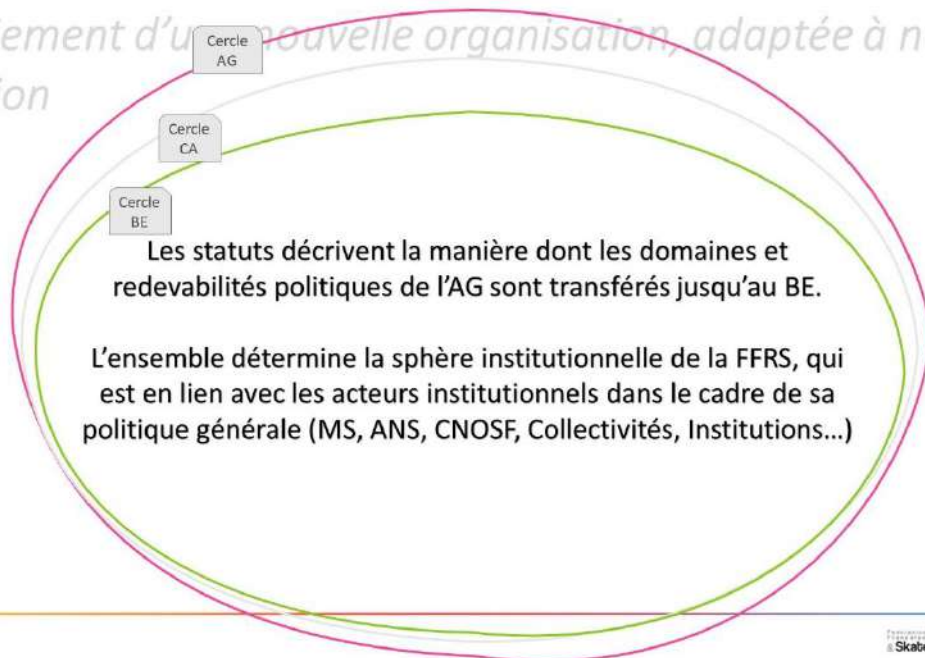 ement d'u nouvelle organisation, adaptée à n
ion
Cercle
AG
Cercle
CA
Cercle
BE
Les statuts décrivent la manière dont les domaines et
redevabilités politiques de l'AG sont transférés jusqu'au BE.
L'ensemble détermine la sphère institutionnelle de la FFRS, qui
est en lien avec les acteurs institutionnels dans le cadre de sa
politique générale (MS, ANS, CNOSF, Collectivités, Institutions...)
& Skate